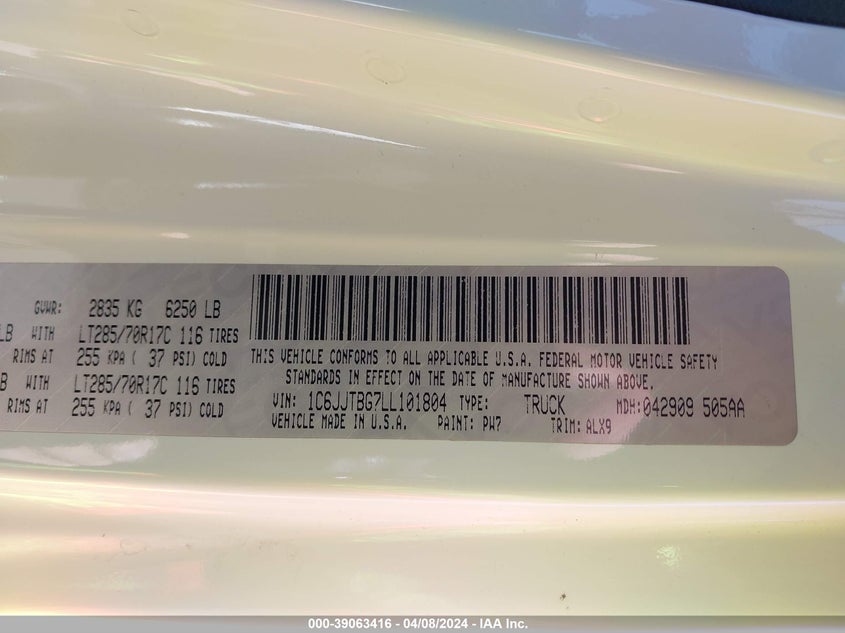 GVWR: 2835 KG 6250 LB
LB WITH LT285/70R17C 116 TIRES
RIMS AT 255 KPA ( 37 PSI) COLD
B WITH LT285/70R17C 116 TIRES
RIMS AT 255 KPA ( 37 PSI) COLD
THIS VEHICLE CONFORMS TO ALL APPLICABLE U.S.A. FEDERAL MOTOR VEHICLE SAFETY
STANDARDS IN EFFECT ON THE DATE OF MANUFACTURE SHOWN ABOVE.
VIN: 1C6JJTBG7LL101804 TYPE: TRUCK MDH:042909 505AA
VEHICLE MADE IN U.S.A. PAINT: PW7 TRIM: ALX9
000-39063416 - 04/08/2024 - IAA Inc.